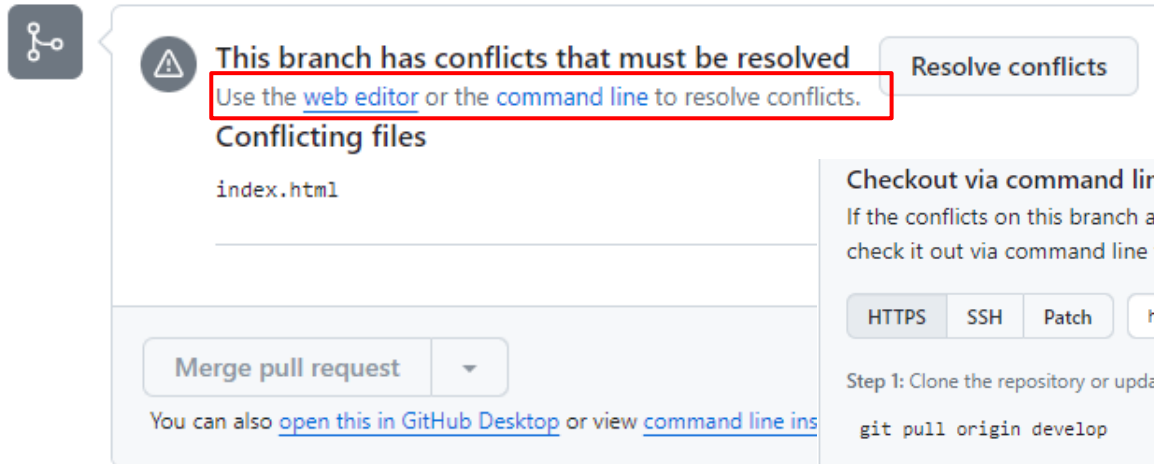 This branch has conflicts that must be resolved
Resolve conflicts
Use the web editor or the command line to resolve conflicts.
Conflicting files
index.html
Checkout via command
If the conflicts on this branch
check it out via command line
HTTPS SSH Patch
Step 1: Clone the repository or
git pull origin develop
Merge pull request
You can also open this in GitHub Desktop or view command line